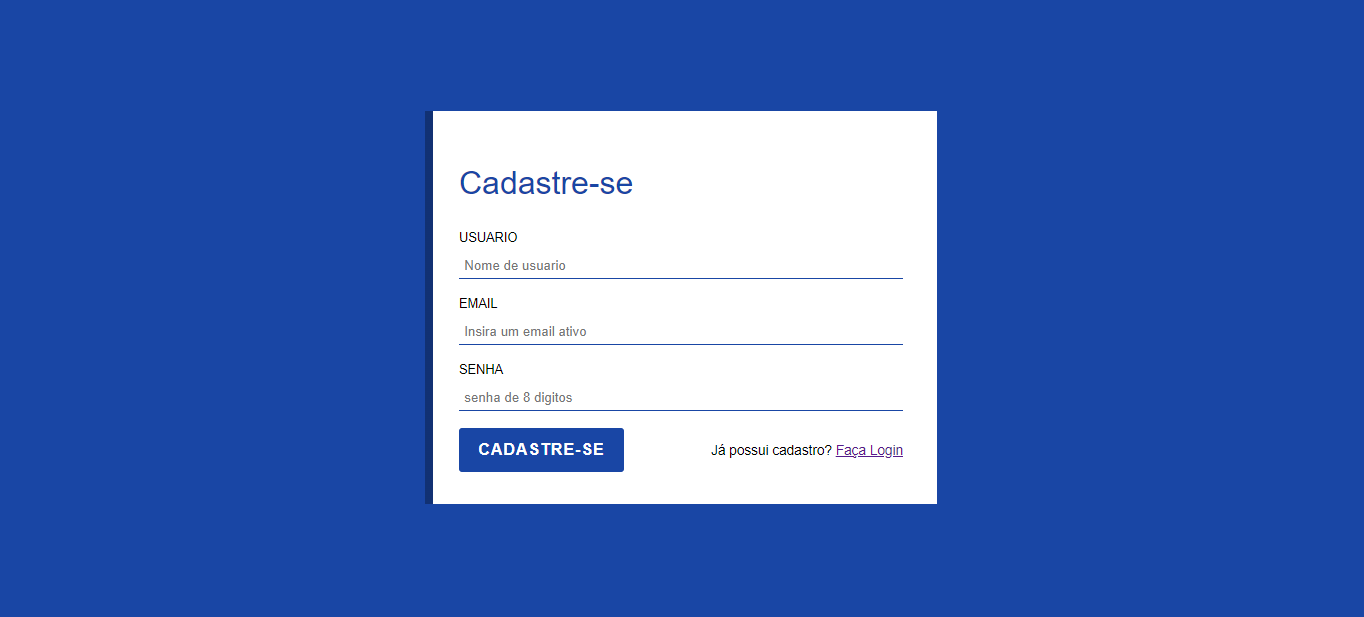 Cadastre-se
USUARIO
Nome de usuario
EMAIL
Insira um email ativo
SENHA
senha de 8 digitos
CADASTRE-SE Já possui cadastro? Faça Login